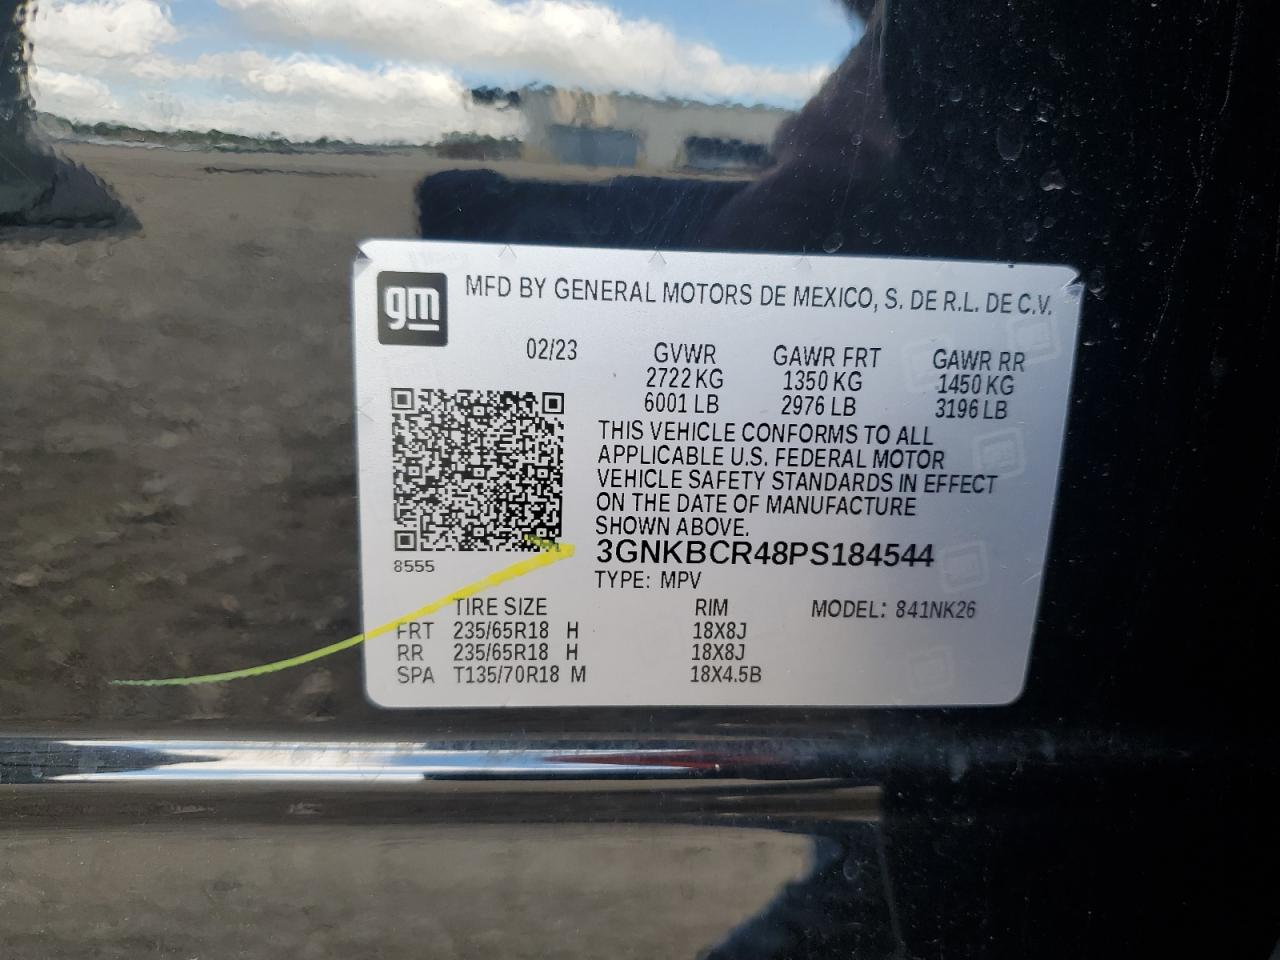 gm
MFD BY GENERAL MOTORS DE MEXICO, S. DE R.L. DE C.V.
02/23 GVWR GAWR FRT GAWR RR
2722 KG 1350 KG 1450 KG
6001 LB 2976 LB 3196 LB
THIS VEHICLE CONFORMS TO ALL
APPLICABLE U.S. FEDERAL MOTOR
VEHICLE SAFETY STANDARDS IN EFFECT
ON THE DATE OF MANUFACTURE
SHOWN ABOVE.
3GNKBCR48PS184544
8555
TYPE: MPV
TIRE SIZE RIM MODEL: 841NK26
FRT 235/65R18 H 18X8J
RR 235/65R18 H 18X8J
SPA T135/70R18 M 18X4.5B